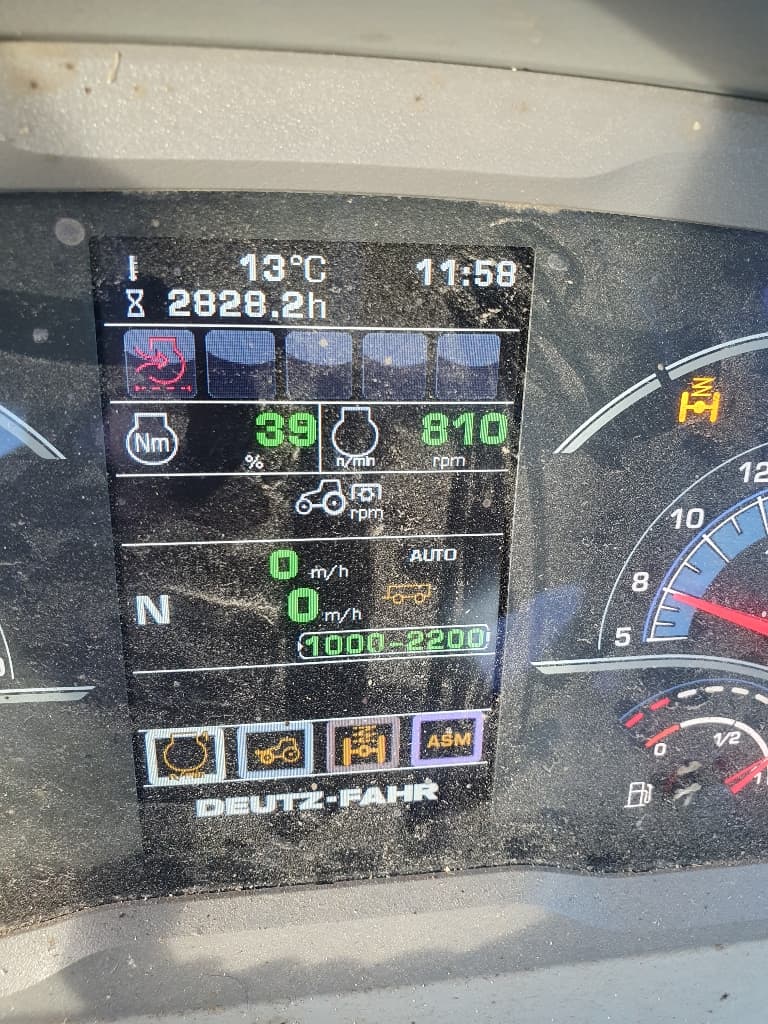 13°C 11:58
2828.2h
Nm 39 % n/min 810 rpm
rpm
0 m/h AUTO
N 0 m/h
1000-2200
ASM
DEUTZ-FAHR
12
10
8
5
0 1/2 1